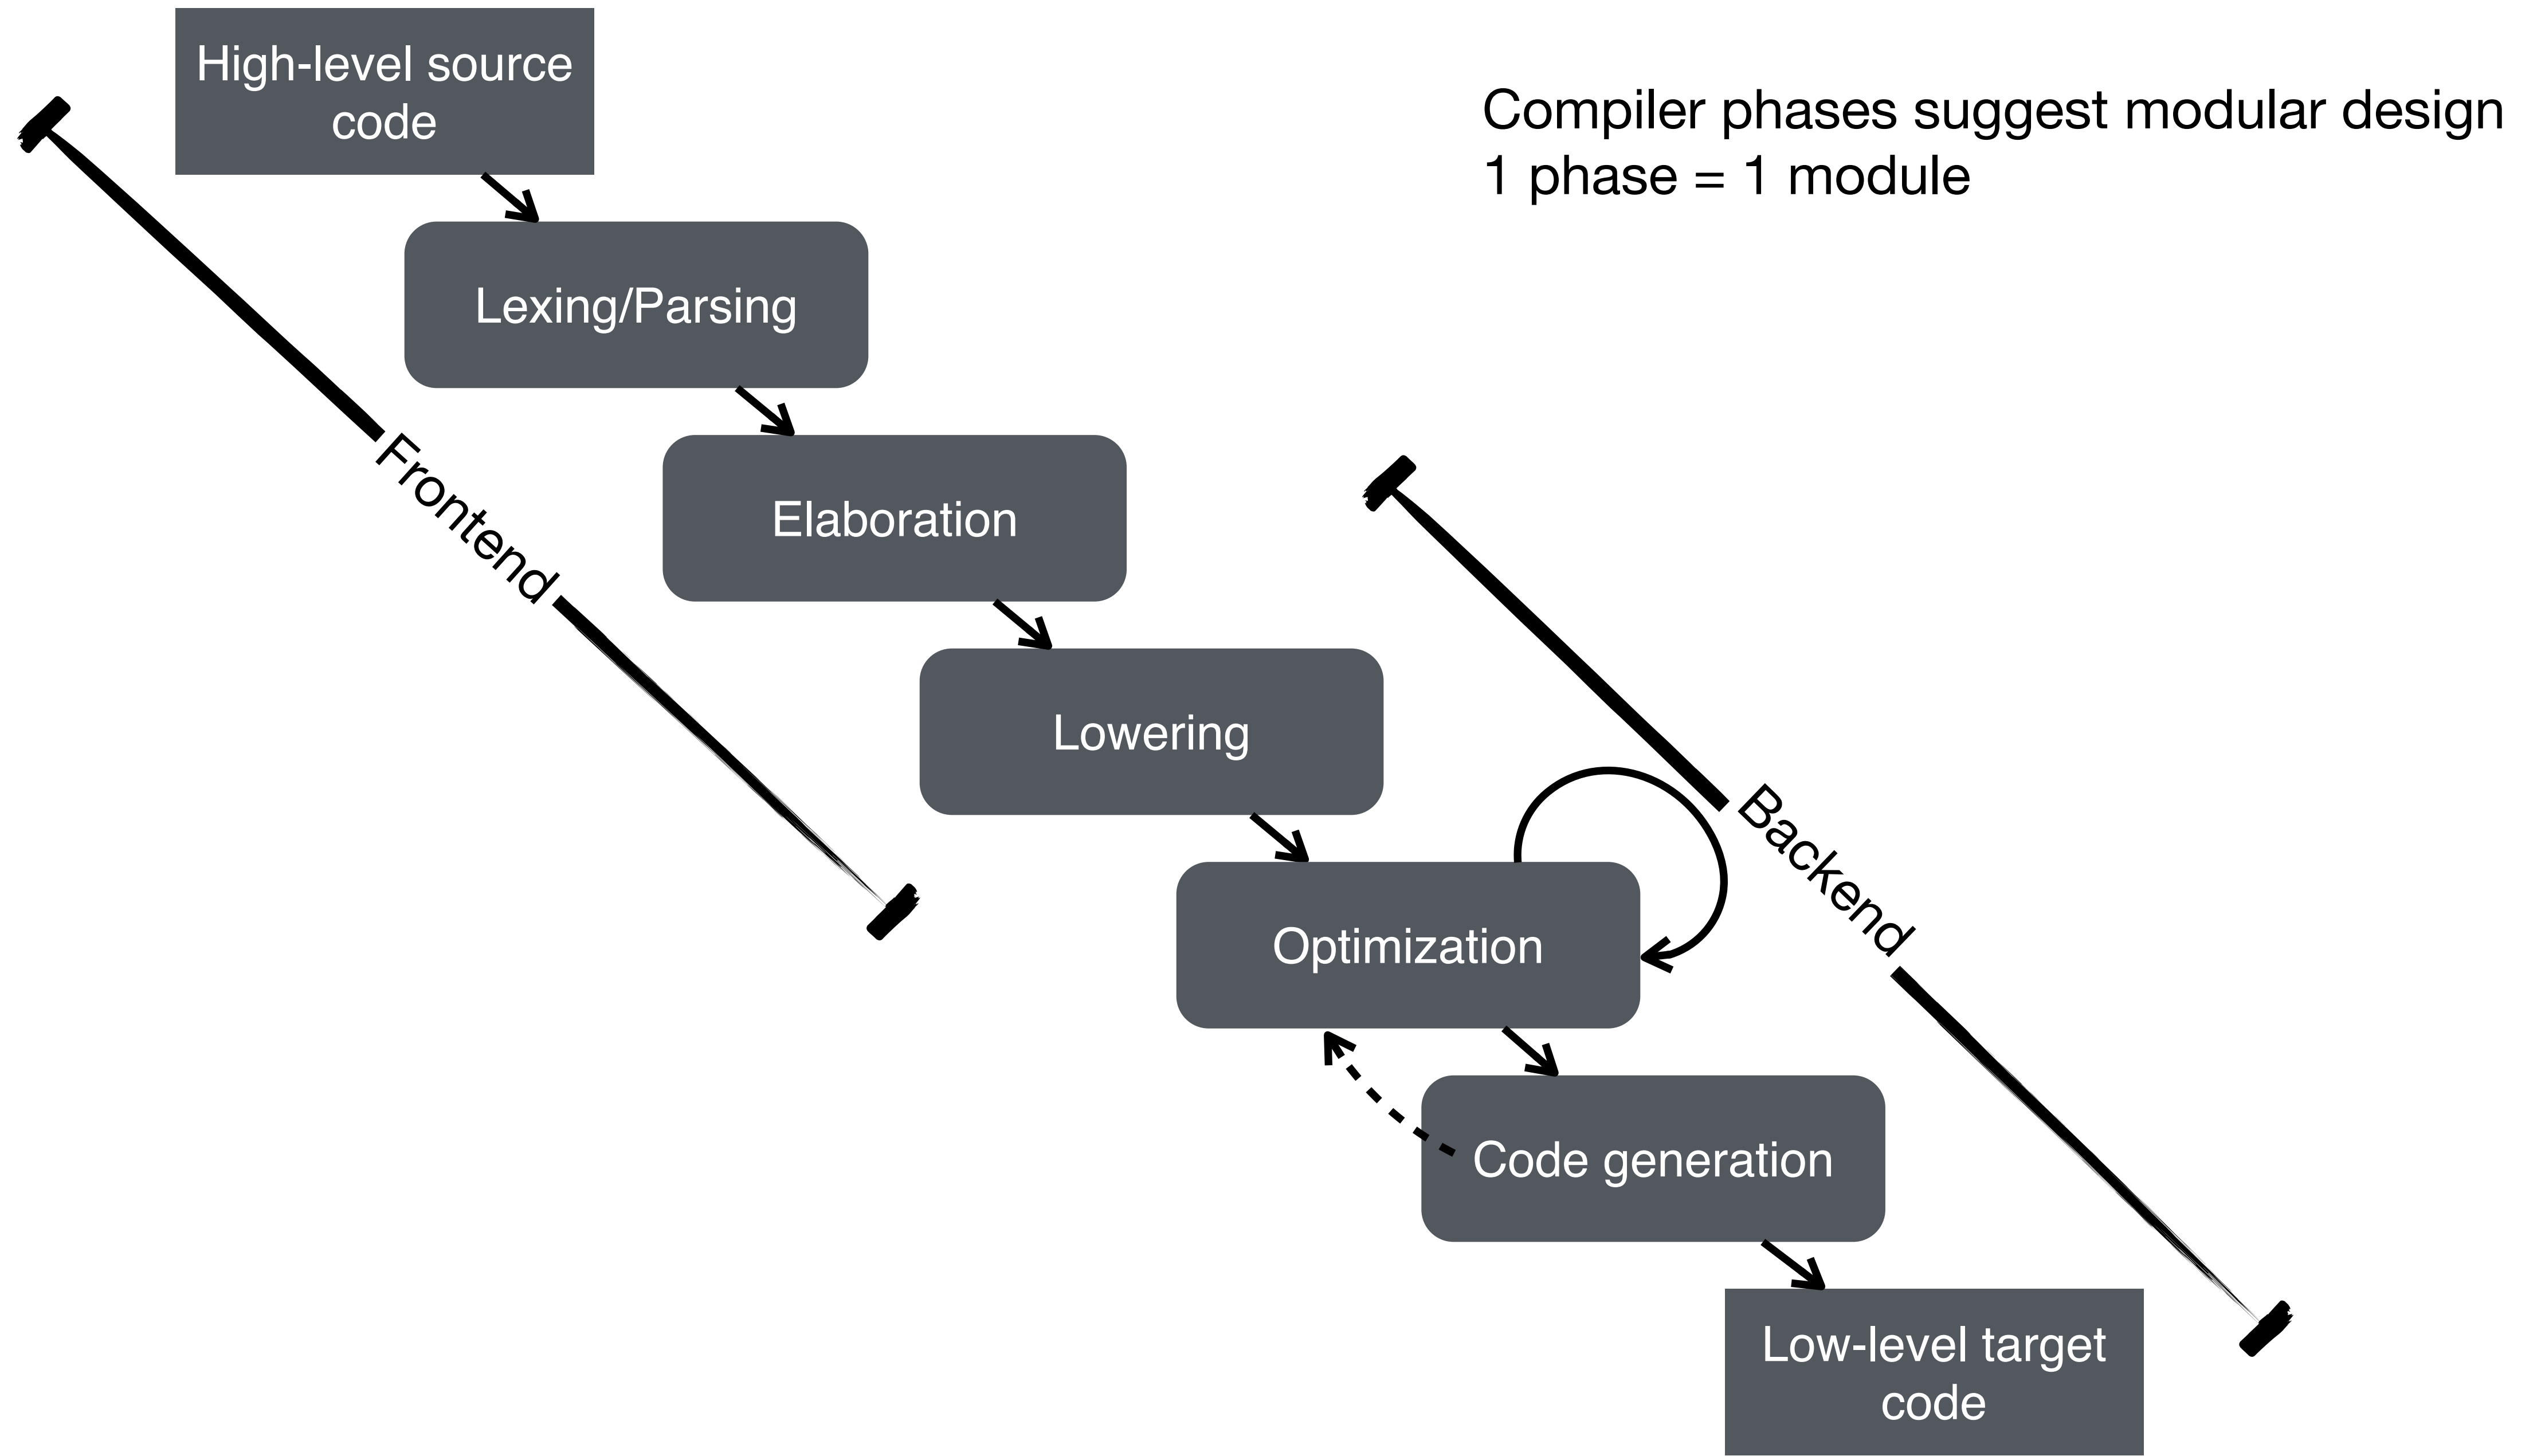 High-level source
code
Compiler phases suggest modular design
1 phase = 1 module
Lexing/Parsing
Frontend
Elaboration
Lowering
Backend
Optimization
Code generation
Low-level target
code